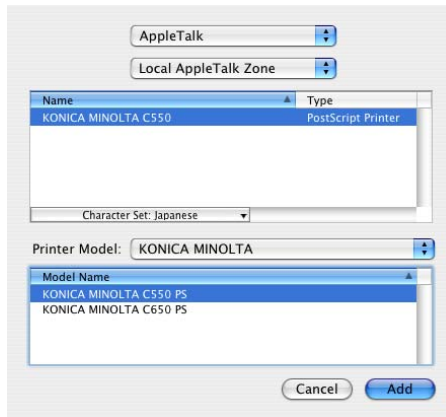 AppleTalk
Local AppleTalk Zone
Name Type
KONICA MINOLTA C550 PostScript Printer
Character Set: Japanese
Printer Model: KONICA MINOLTA
Model Name
KONICA MINOLTA C550 PS
KONICA MINOLTA C650 PS
Cancel Add